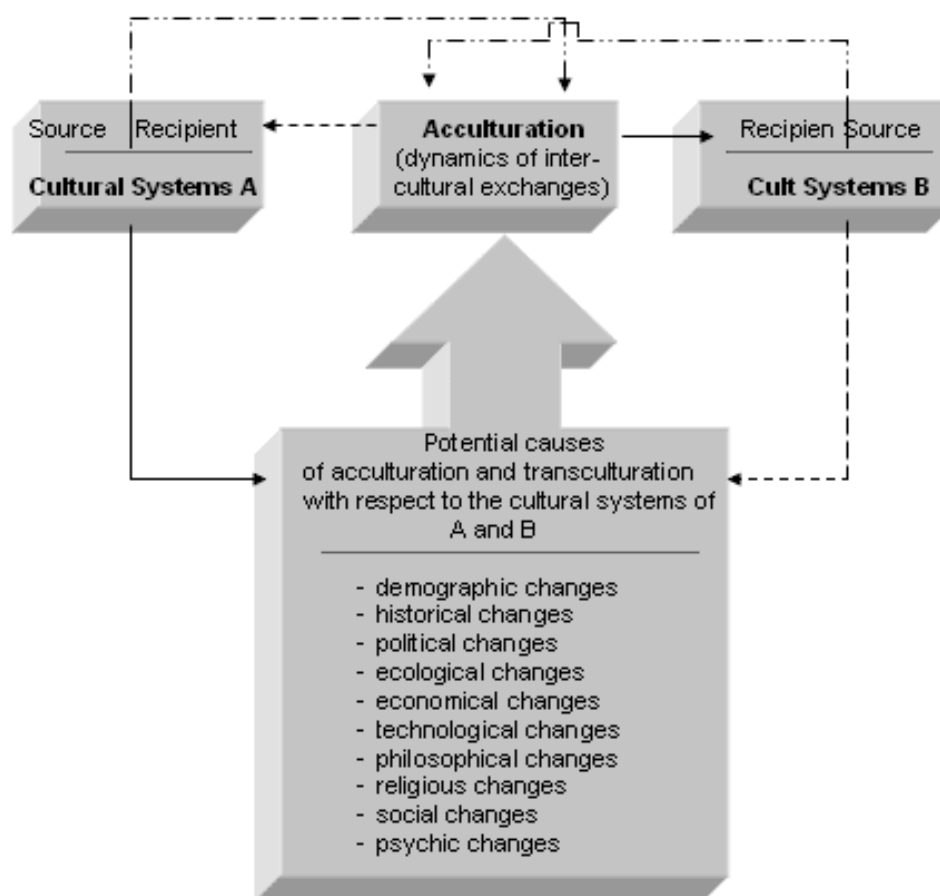 Source Recipient
Cultural Systems A
Acculturation
(dynamics of inter-
cultural exchanges)
Recipien Source
Cult Systems B
Potential causes
of acculturation and transculturation
with respect to the cultural systems of
A and B
- demographic changes
- historical changes
- political changes
- ecological changes
- economical changes
- technological changes
- philosophical changes
- religious changes
- social changes
- psychic changes